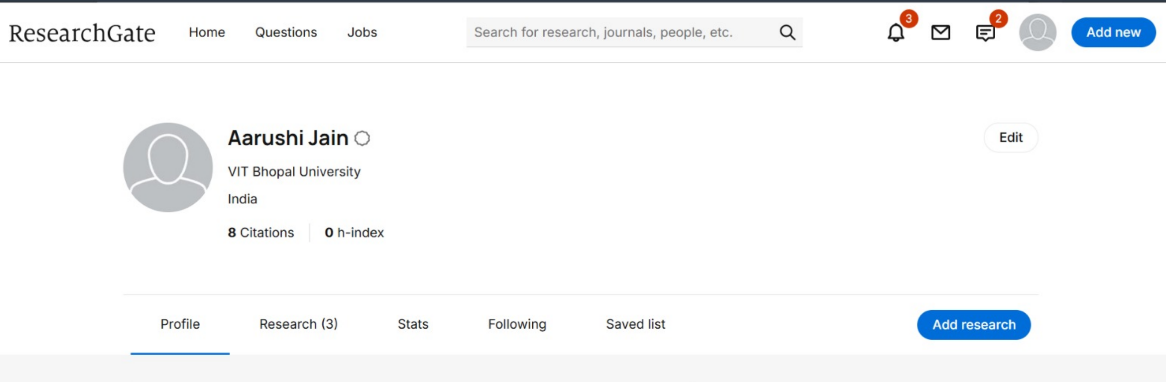 ResearchGate Home Questions Jobs Search for research, journals, people, etc. 3 2 Add new
Aarushi Jain Edit
VIT Bhopal University
India
8 Citations 0 h-index
Profile Research (3) Stats Following Saved list Add research